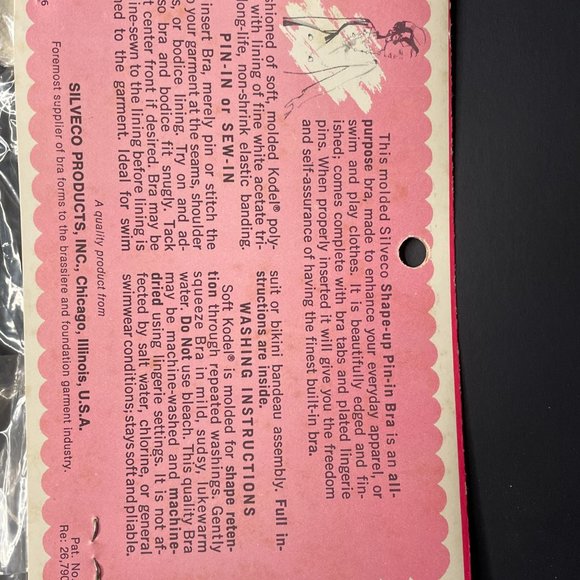 This molded Silveco Shape-up Pin-in Bra is an all-
purpose bra, made to enhance your everyday apparel, or
swim and play clothes. It is beautifully edged and fin-
ished; comes complete with bra tabs and plated lingerie
pins. When properly inserted it will give you the freedom
and self-assurance of having the finest built-in bra.
shioned of soft, molded Kodel® poly-
with lining of fine white acetate tri-
long-life, non-shrink elastic banding.
PIN-IN or SEW-IN
insert Bra, merely pin or stitch the
your garment at the seams, shoulder
s, or bodice lining. Try on and ad-
so bra and bodice fit snugly. Tack
t center front if desired. Bra may be
ine-sewn to the lining before lining is
ned to the garment. Ideal for swim
suit or bikini bandeau assembly. Full in-
structions are inside.
WASHING INSTRUCTIONS
Soft Kodel® is molded for shape reten-
tion through repeated washings. Gently
squeeze Bra in mild, sudsy, lukewarm
water. Do Not use bleach. This quality Bra
may be machine-washed and machine-
dried using lingerie settings. It is not af-
fected by salt water, chlorine, or general
swimwear conditions; stays soft and pliable.
A quality product from
SILVECO PRODUCTS, INC., Chicago, Illinois, U.S.A.
Foremost supplier of bra forms to the brassiere and foundation garment industry.
Pat. No.
Re: 26,790